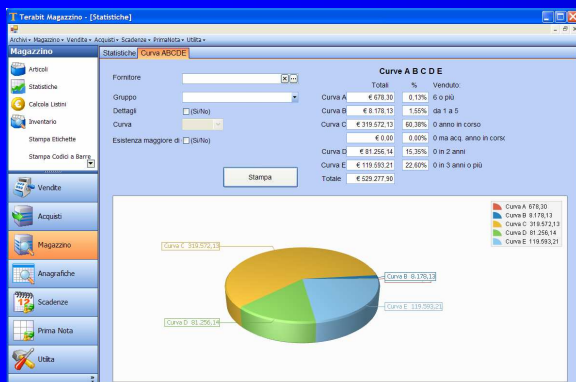 Terabit Magazzino - [Statistiche]
Archivi Magazzino Vendite Acquisti Scadenze PrimaNota Utilita
Magazzino
Statistiche Curva ABCDE
Articoli
Statistiche
Calcola Listini
Inventario
Stampa Etichette
Stampa Codici a Barre
Vendite
Acquisti
Magazzino
Anagrafiche
Scadenze
Prima Nota
Utilita
Fornitore
Gruppo
Dettagli (Si/No)
Curva
Esistenza maggiore di (Si/No)
Stampa
Curve A B C D E
Totali % Venduto:
Curva A € 678,30 0,13% 6 o più
Curva B € 8.178,13 1,55% da 1 a 5
Curva C € 319.572,13 60,38% 0 anno in corso
€ 0,00 0.00% 0 ma acq. anno in corso
Curva D € 81.256,14 15,35% 0 in 2 anni
Curva E € 119.593,21 22,60% 0 in 3 anni o più
Totale € 529.277,90
Curva A 678,30
Curva B 8.178,13
Curva C 319.572,13
Curva D 81.256,14
Curva E 119.593,21
Curva C 319.572,13
Curva B 8.178,13
Curva E 119.593,21
Curva D 81.256,14